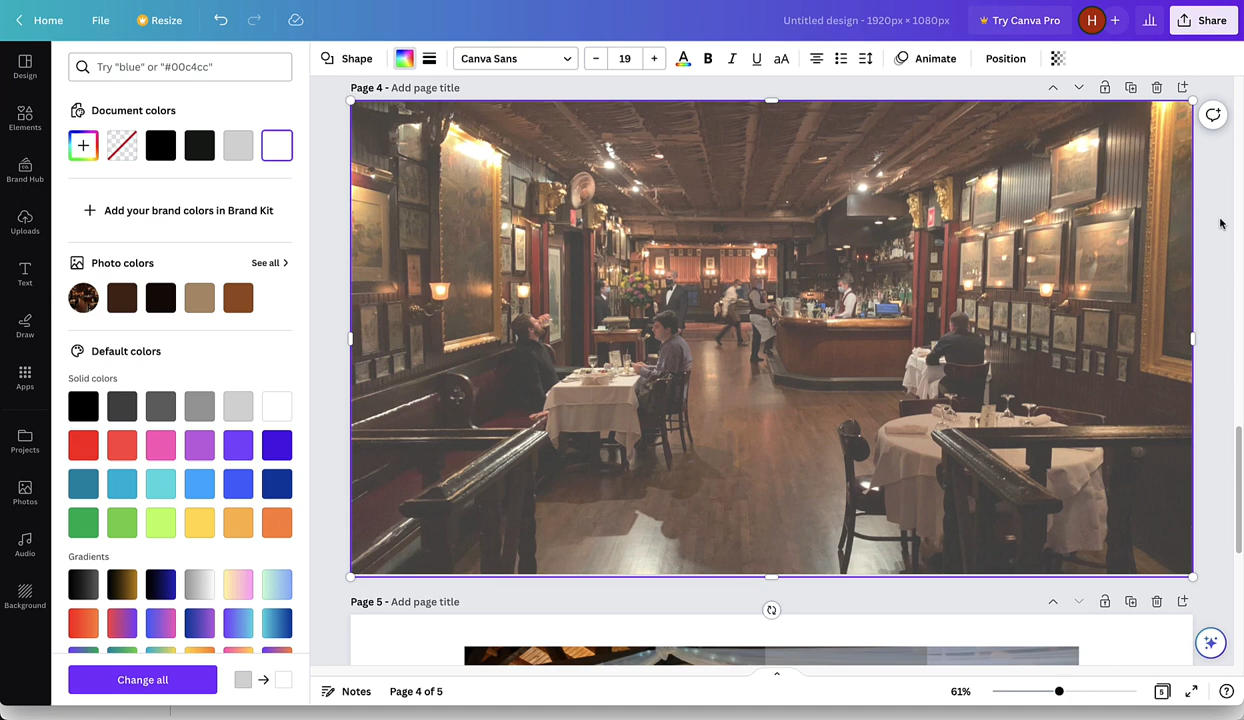 Home
File
Resize
Untitled design - 1920px × 1080px
Try Canva Pro
H
Share
Design
Elements
Brand Hub
Uploads
Text
Draw
Apps
Projects
Photos
Audio
Background
Try "blue" or "#00c4cc"
Document colors
Add your brand colors in Brand Kit
Photo colors
See all
Default colors
Solid colors
Gradients
Change all
Shape
Canva Sans
– 19 +
A
B
I
U
aA
Animate
Position
Page 4 - Add page title
Page 5 - Add page title
Notes
Page 4 of 5
61%
5
?